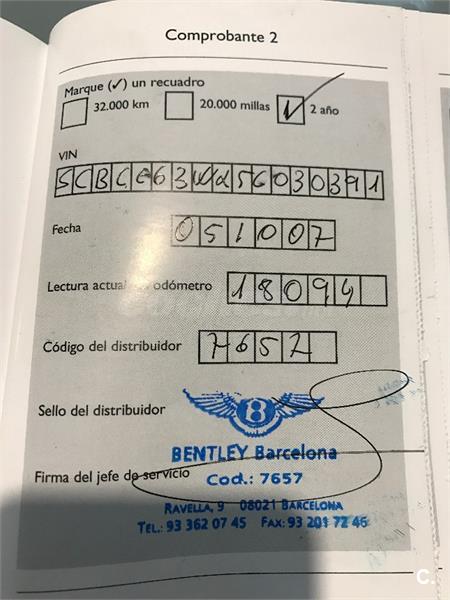 Comprobante 2
Marque (✓) un recuadro
32.000 km
20.000 millas
✓ 2 año
VIN
SCBCE63W256030391
Fecha
051007
Lectura actual odómetro
18094
Código del distribuidor
7657
Sello del distribuidor
B
BENTLEY Barcelona
Firma del jefe de servicio
Cod.: 7657
RAVELLA, 9 08021 BARCELONA
TEL.: 93 362 07 45 FAX: 93 201 72 46
C.